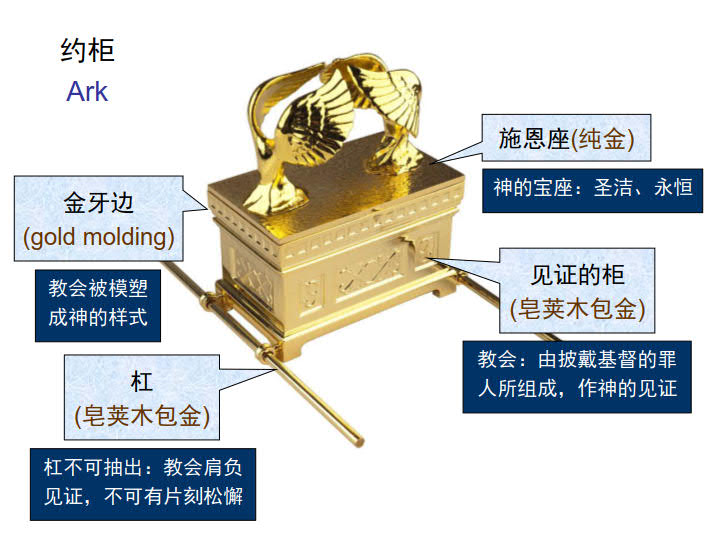 约柜
Ark
施恩座(纯金)
神的宝座：圣洁、永恒
金牙边
(gold molding)
教会被模塑
成神的样式
见证的柜
(皂荚木包金)
教会：由披戴基督的罪
人所组成，作神的见证
杠
(皂荚木包金)
杠不可抽出：教会肩负
见证，不可有片刻松懈